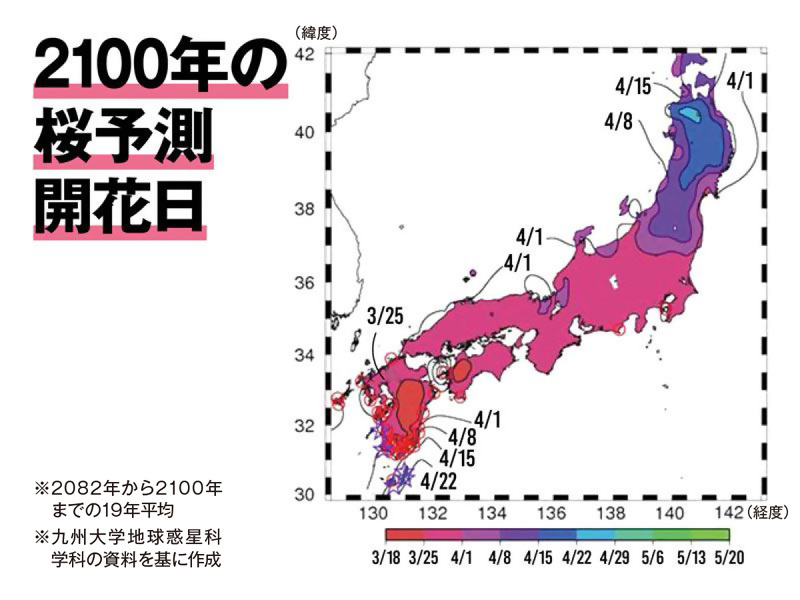 2100年の
桜予測
開花日
(緯度)
42
40
38
36
34
32
30
4/15
4/1
4/8
4/1
4/1
3/25
4/1
4/8
4/15
4/22
130 132 134 136 138 140 142 (経度)
3/18 3/25 4/1 4/8 4/15 4/22 4/29 5/6 5/13 5/20
※2082年から2100年
までの19年平均
※九州大学地球惑星科
学科の資料を基に作成